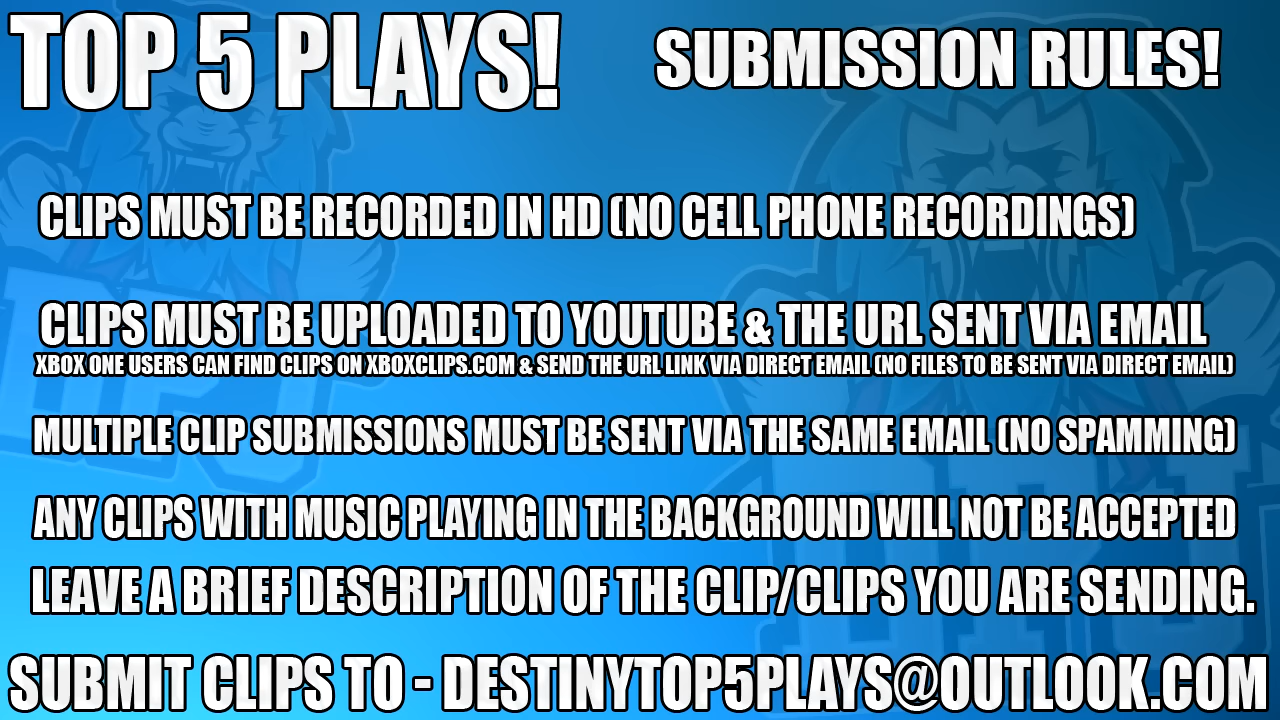 TOP 5 PLAYS!
SUBMISSION RULES!
CLIPS MUST BE RECORDED IN HD (NO CELL PHONE RECORDINGS)
CLIPS MUST BE UPLOADED TO YOUTUBE & THE URL SENT VIA EMAIL
XBOX ONE USERS CAN FIND CLIPS ON XBOXCLIPS.COM & SEND THE URL LINK VIA DIRECT EMAIL (NO FILES TO BE SENT VIA DIRECT EMAIL)
MULTIPLE CLIP SUBMISSIONS MUST BE SENT VIA THE SAME EMAIL (NO SPAMMING)
ANY CLIPS WITH MUSIC PLAYING IN THE BACKGROUND WILL NOT BE ACCEPTED
LEAVE A BRIEF DESCRIPTION OF THE CLIP/CLIPS YOU ARE SENDING.
SUBMIT CLIPS TO - DESTINYTOP5PLAYS@OUTLOOK.COM